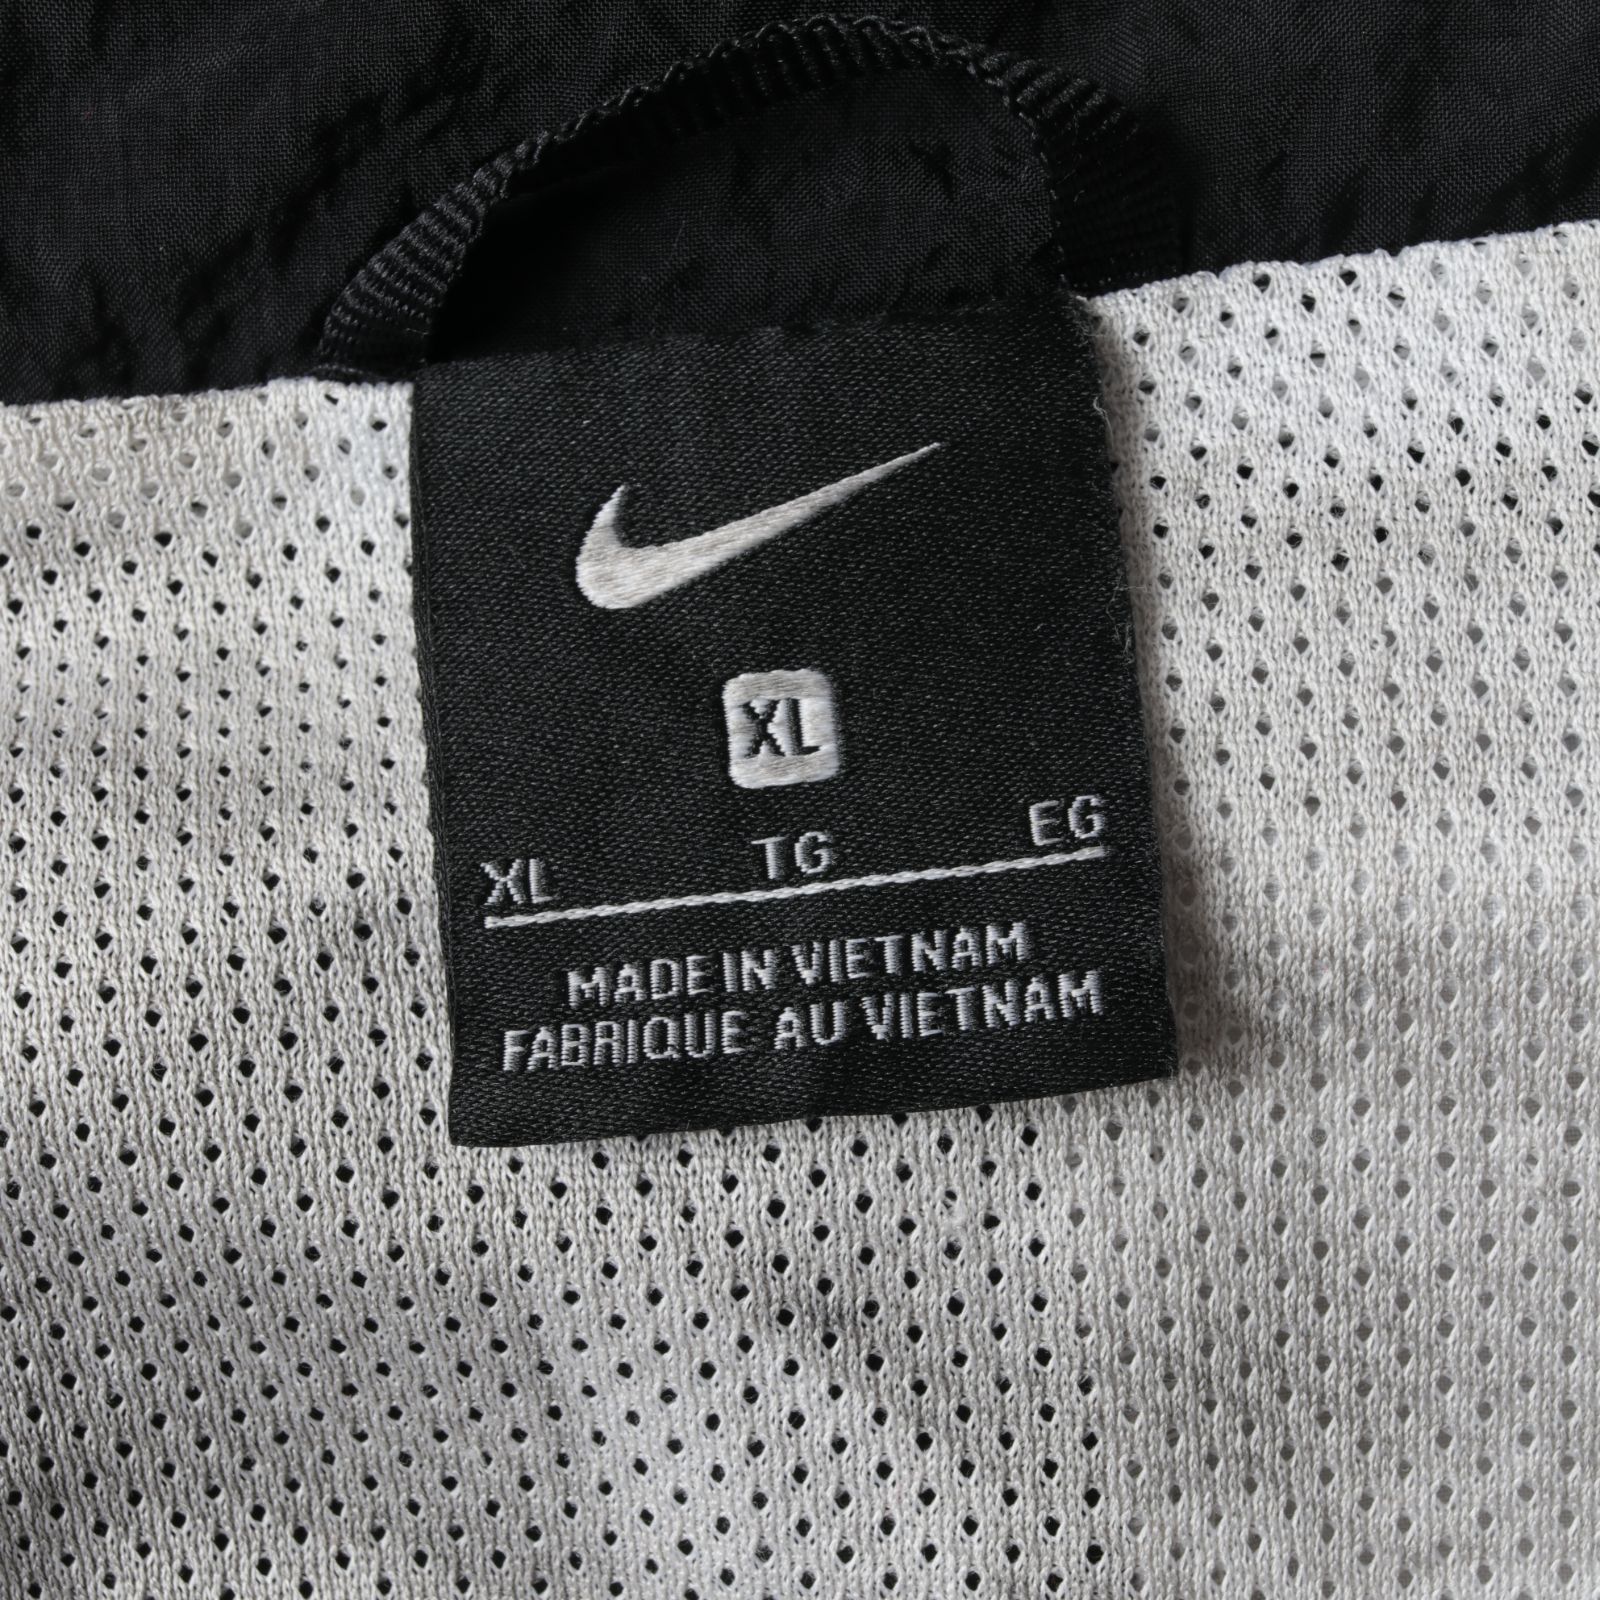 XL
XL TG EG
MADE IN VIETNAM
FABRIQUE AU VIETNAM